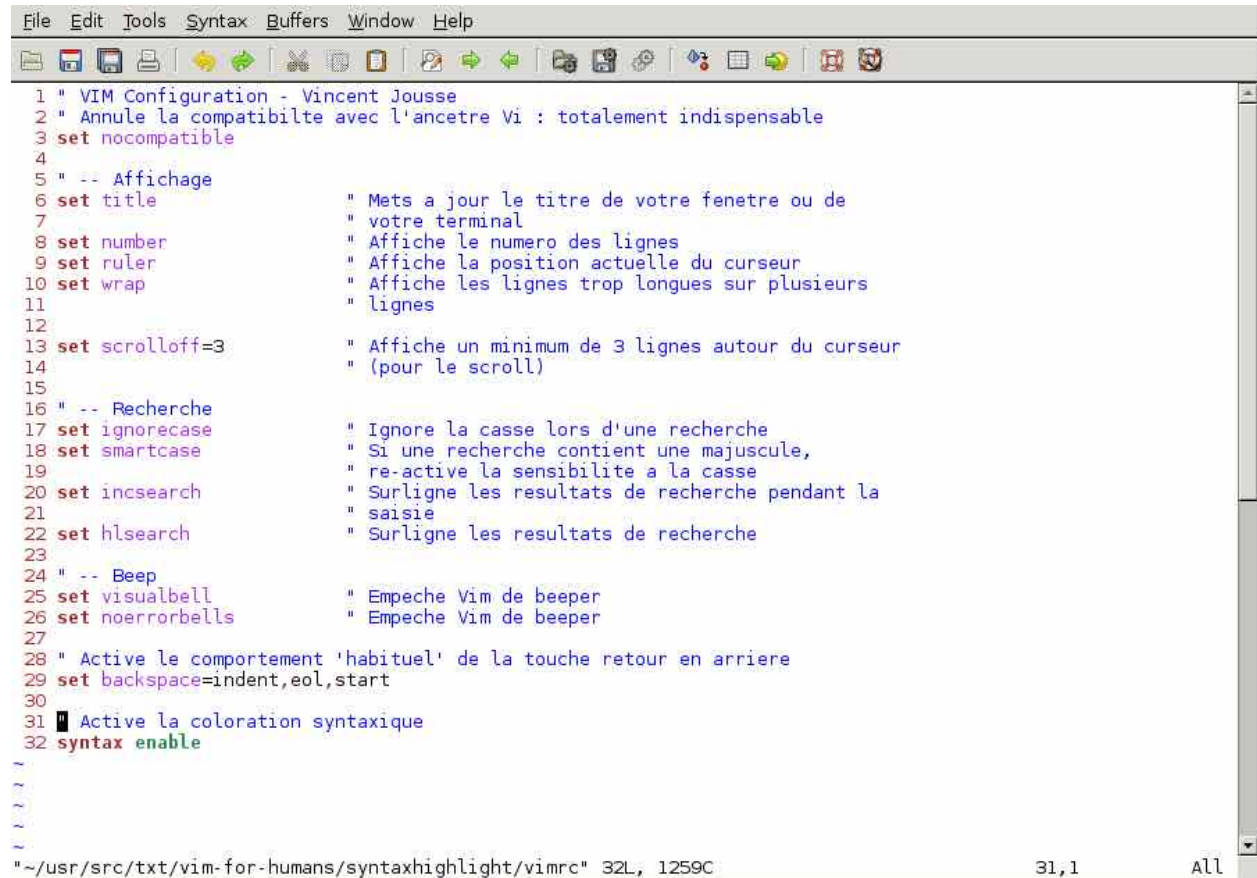 File Edit Tools Syntax Buffers Window Help
1 " VIM Configuration - Vincent Jousse
2 " Annule la compatibilte avec l'ancetre Vi : totalement indispensable
3 set nocompatible
4
5 " -- Affichage
6 set title " Mets a jour le titre de votre fenetre ou de
7 " votre terminal
8 set number " Affiche le numero des lignes
9 set ruler " Affiche la position actuelle du curseur
10 set wrap " Affiche les lignes trop longues sur plusieurs
11 " lignes
12
13 set scrolloff=3 " Affiche un minimum de 3 lignes autour du curseur
14 " (pour le scroll)
15
16 " -- Recherche
17 set ignorecase " Ignore la casse lors d'une recherche
18 set smartcase " Si une recherche contient une majuscule,
19 " re-active la sensibilite a la casse
20 set incsearch " Surligne les resultats de recherche pendant la
21 " saisie
22 set hlsearch " Surligne les resultats de recherche
23
24 " -- Beep
25 set visualbell " Empeche Vim de beeper
26 set noerrorbells " Empeche Vim de beeper
27
28 " Active le comportement 'habituel' de la touche retour en arriere
29 set backspace=indent,eol,start
30
31 " Active la coloration syntaxique
32 syntax enable
~
~
~
~
~
"~/usr/src/txt/vim-for-humans/syntaxhighlight/vimrc" 32L, 1259C 31,1 All